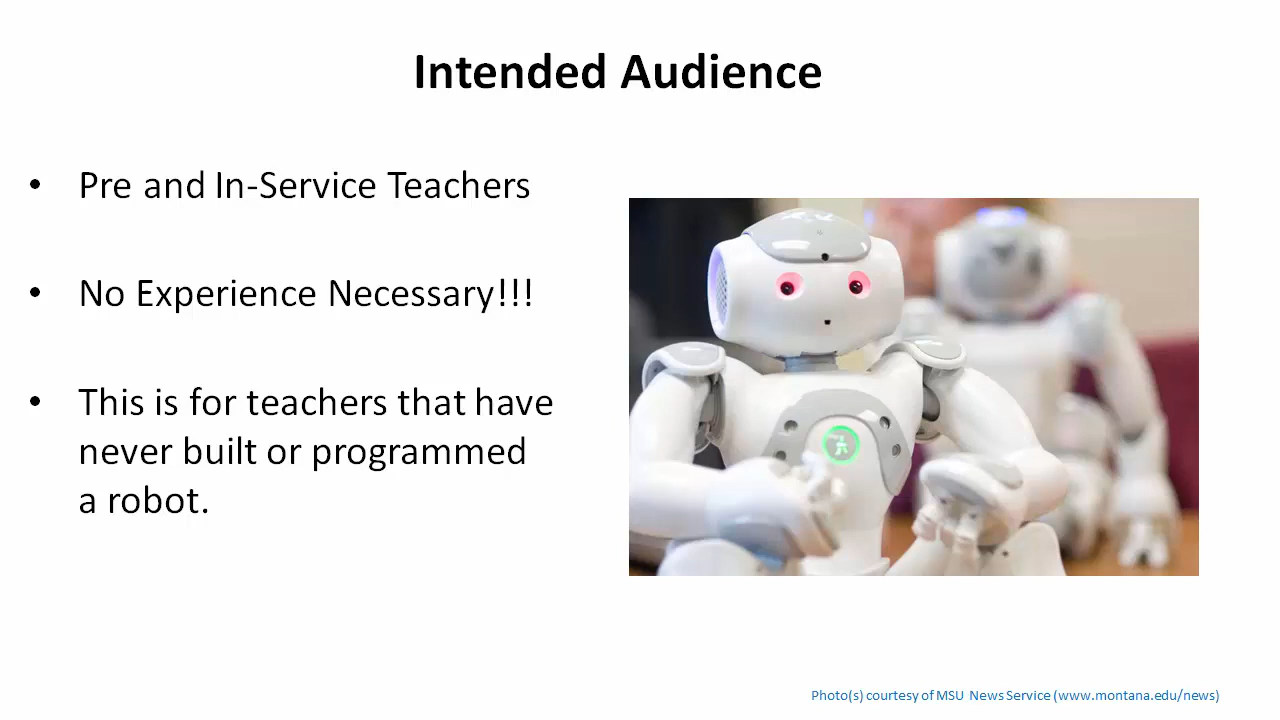 Intended Audience
• Pre and In-Service Teachers
• No Experience Necessary!!!
• This is for teachers that have
never built or programmed
a robot.
Photo(s) courtesy of MSU News Service (www.montana.edu/news)